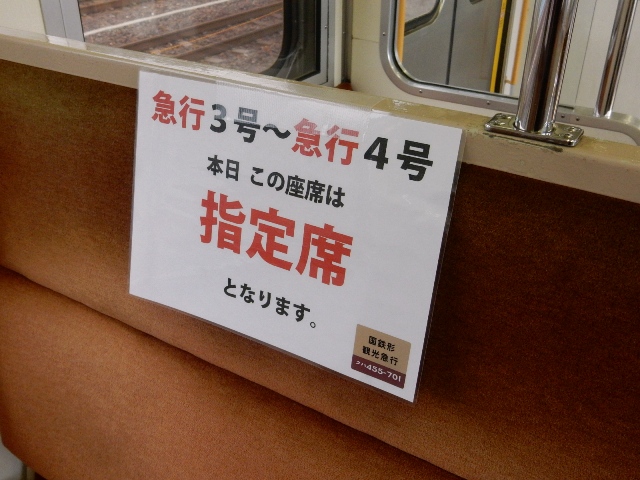 急行3号～急行4号
本日 この座席は
指定席
となります。
国鉄形
観光急行
クハ455-701